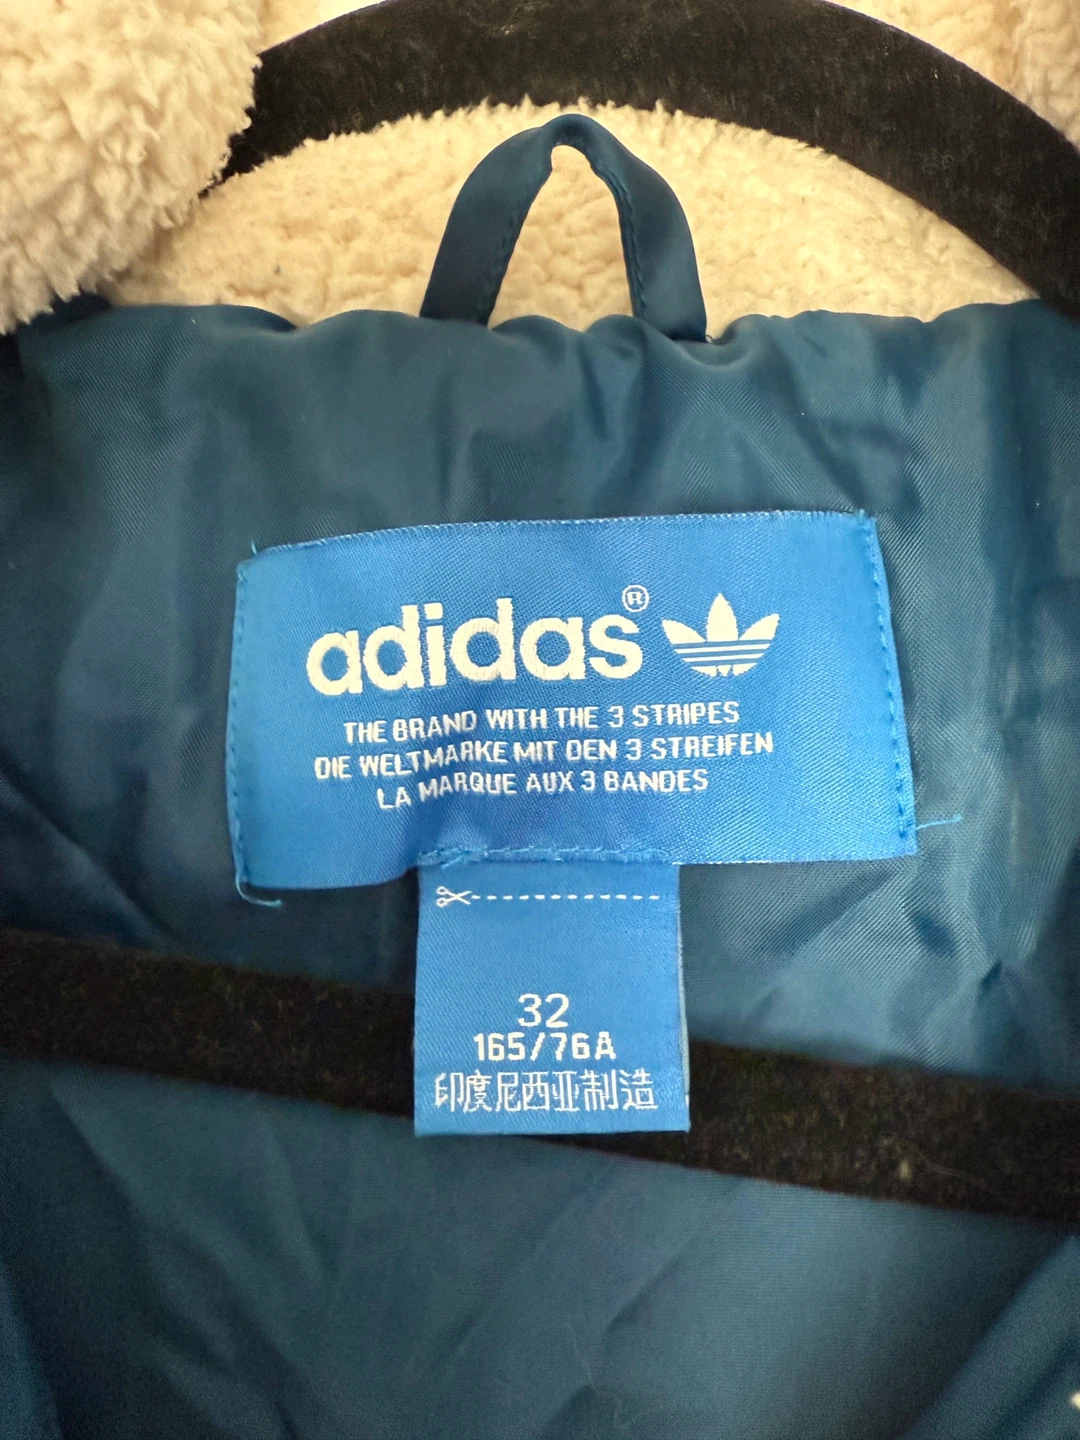 adidas®
THE BRAND WITH THE 3 STRIPES
DIE WELTMARKE MIT DEN 3 STREIFEN
LA MARQUE AUX 3 BANDES
32
165/76A
印度尼西亚制造